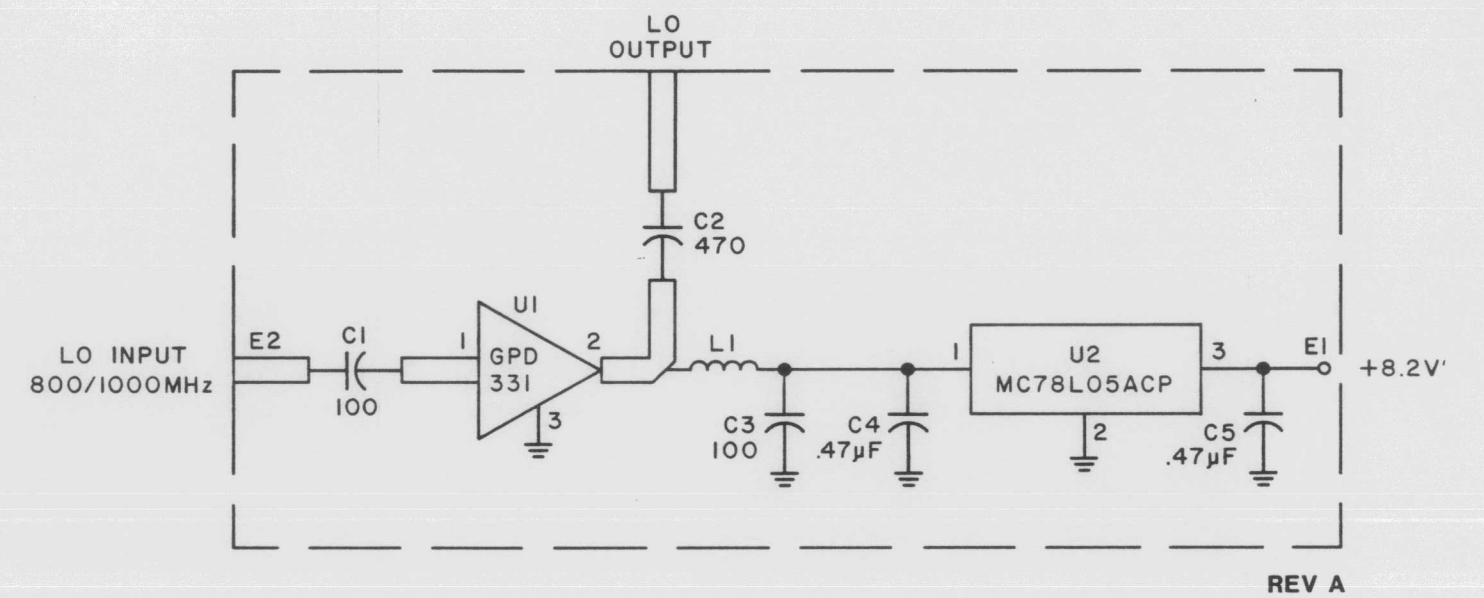 LO
OUTPUT
C2
470
U1
E2
C1
1
2
L1
LO INPUT
800/1000MHz
GPD
331
100
3
1
U2
MC78L05ACP
3
E1
+8.2V
2
C3
100
C4
.47µF
C5
.47µF
REV A